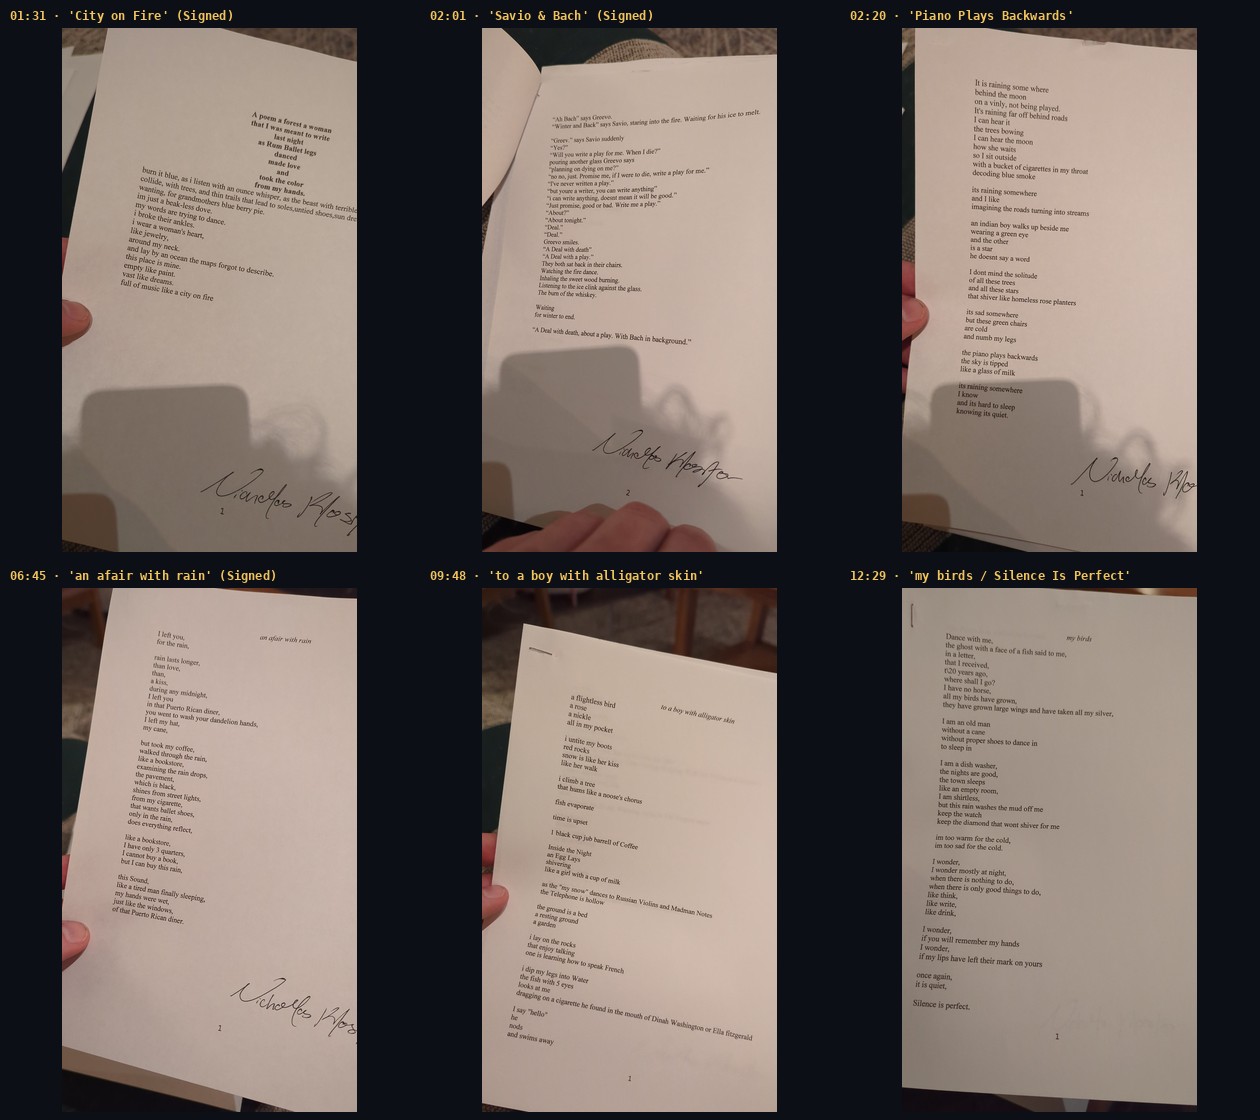 01:31 · 'City on Fire' (Signed)
A poem a forest a woman
that I was meant to write
last night
as Rum Ballet legs
danced
made love
and
took the color
from my hands.
burn it blue, as i listen with an ounce whisper, as the beast with terrible
collide, with trees, and thin trails that lead to soles,untied shoes,sun
wanting, for grandmothers blue berry pie.
im just a beak-less dove.
my words are trying to dance.
i broke their ankles.
i wear a woman's heart,
like jewelry,
around my neck.
and lay by an ocean the maps forgot to describe.
this place is mine.
empty like paint.
vast like dreams.
full of music like a city on fire
1
02:01 · 'Savio & Bach' (Signed)
"Ah Bach" says Greevo.
"Winter and Back" says Savio, staring into the fire. Waiting for his ice to melt.
"Greev." says Savio suddenly
"Yes?"
"Will you write a play for me. When I die?"
pouring another glass Greevo says
"planning on dying on me?"
"no no, just. Promise me, if I were to die, write a play for me."
"I've never written a play."
"but youre a writer, you can write anything"
"i can write anything, doesnt mean it will be good."
"Just promise, good or bad. Write me a play."
"About?"
"About tonight."
"Deal."
"Deal."
Greevo smiles.
"A Deal with death"
"A Deal with a play."
They both sat back in their chairs.
Watching the fire dance.
Inhaling the sweet wood burning.
Listening to the ice clink against the glass.
The burn of the whiskey.
Waiting
for winter to end.
"A Deal with death, about a play. With Bach in background."
2
02:20 · 'Piano Plays Backwards'
It is raining some where
behind the moon
on a vinly, not being played.
It's raining far off behind roads
I can hear it
the trees bowing
I can hear the moon
how she waits
so I sit outside
with a bucket of cigarettes in my throat
decoding blue smoke
its raining somewhere
and I like
imagining the roads turning into streams
an indian boy walks up beside me
wearing a green eye
and the other
is a star
he doesnt say a word
I dont mind the solitude
of all these trees
and all these stars
that shiver like homeless rose planters
its sad somewhere
but these green chairs
are cold
and numb my legs
the piano plays backwards
the sky is tipped
like a glass of milk
its raining somewhere
I know
and its hard to sleep
knowing its quiet.
1
06:45 · 'an afair with rain' (Signed)
an afair with rain
I left you,
for the rain,
rain lasts longer,
than love,
than,
a kiss,
during any midnight.
I left you
in that Puerto Rican diner,
you went to wash your dandelion hands,
I left my hat,
my cane,
but took my coffee,
walked through the rain,
like a bookstore,
examining the rain drops,
the pavement,
which is black,
shines from street lights,
from my cigarette,
that wants ballet shoes,
only in the rain,
does everything reflect,
like a bookstore,
I have only 3 quarters,
I cannot buy a book,
but I can buy this rain,
this Sound,
like a tired man finally sleeping,
my hands were wet,
just like the windows,
of that Puerto Rican diner.
1
09:48 · 'to a boy with alligator skin'
to a boy with alligator skin
a flightless bird
a rose
a nickle
all in my pocket
i untite my boots
red rocks
snow is like her kiss
like her walk
i climb a tree
that hums like a noose's chorus
fish evaporate
time is upset
1 black cup jub barrell of Coffee
Inside the Night
an Egg Lays
shivering
like a girl with a cup of milk
as the "my snow" dances to Russian Violins and Madman Notes
the Telephone is hollow
the ground is a bed
a resting ground
a garden
i lay on the rocks
that enjoy talking
one is learning how to speak French
i dip my legs into Water
the fish with 5 eyes
looks at me
dragging on a cigarette he found in the mouth of Dinah Washington or Ella fitzgerald
I say "hello"
he
nods
and swims away
1
12:29 · 'my birds / Silence Is Perfect'
my birds
Dance with me,
the ghost with a face of a fish said to me,
in a letter,
that I received,
t\20 years ago,
where shall I go?
I have no horse,
all my birds have grown,
they have grown large wings and have taken all my silver,
I am an old man
without a cane
without proper shoes to dance in
to sleep in
I am a dish washer,
the nights are good,
the town sleeps
like an empty room,
I am shirtless,
but this rain washes the mud off me
keep the watch
keep the diamond that wont shiver for me
im too warm for the cold,
im too sad for the cold.
I wonder,
I wonder mostly at night,
when there is nothing to do,
when there is only good things to do,
like think,
like write,
like drink,
I wonder,
if you will remember my hands
I wonder,
if my lips have left their mark on yours
once again,
it is quiet,
Silence is perfect.
1